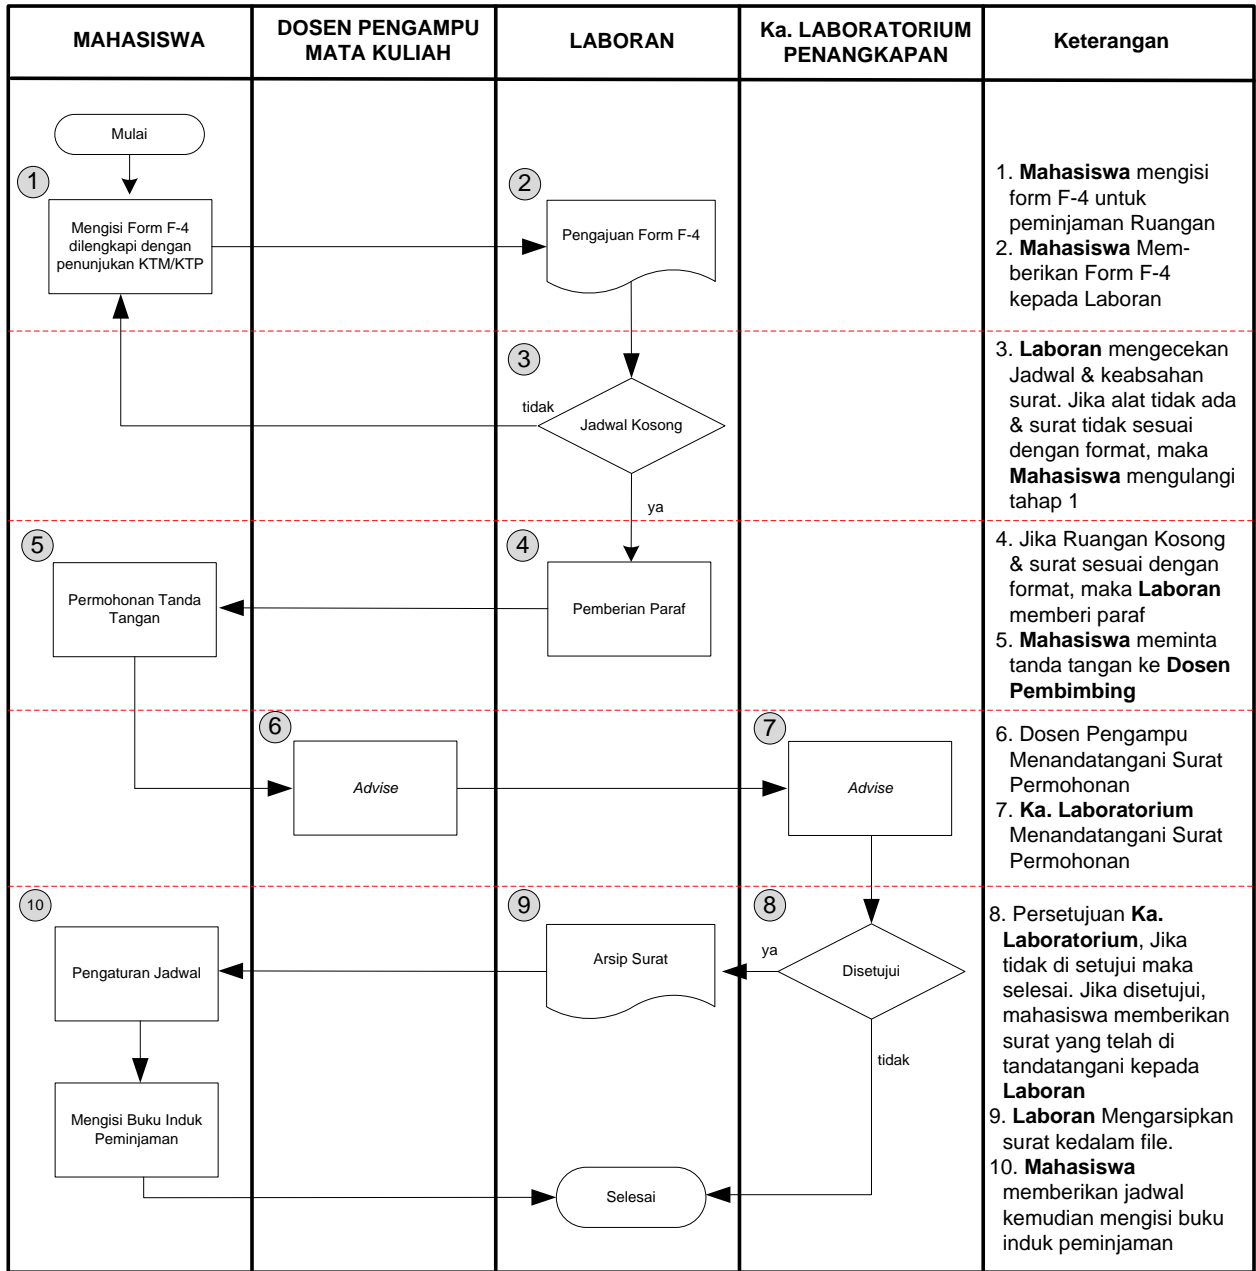 MAHASISWA
DOSEN PENGAMPU
MATA KULIAH
LABORAN
Ka. LABORATORIUM
PENANGKAPAN
Keterangan
Mulai
1
Mengisi Form F-4
dilengkapi dengan
penunjukan KTM/KTP
2
Pengajuan Form F-4
1. Mahasiswa mengisi
form F-4 untuk
peminjaman Ruangan
2. Mahasiswa Mem-
berikan Form F-4
kepada Laboran
3
tidak
Jadwal Kosong
ya
3. Laboran mengecekan
Jadwal & keabsahan
surat. Jika alat tidak ada
& surat tidak sesuai
dengan format, maka
Mahasiswa mengulangi
tahap 1
5
Permohonan Tanda
Tangan
4
Pemberian Paraf
4. Jika Ruangan Kosong
& surat sesuai dengan
format, maka Laboran
memberi paraf
5. Mahasiswa meminta
tanda tangan ke Dosen
Pembimbing
6
Advise
7
Advise
6. Dosen Pengampu
Menandatangani Surat
Permohonan
7. Ka. Laboratorium
Menandatangani Surat
Permohonan
10
Pengaturan Jadwal
Mengisi Buku Induk
Peminjaman
9
Arsip Surat
8
ya
Disetujui
tidak
Selesai
8. Persetujuan Ka.
Laboratorium, Jika
tidak di setujui maka
selesai. Jika disetujui,
mahasiswa memberikan
surat yang telah di
tandatangani kepada
Laboran
9. Laboran Mengarsipkan
surat kedalam file.
10. Mahasiswa
memberikan jadwal
kemudian mengisi buku
induk peminjaman